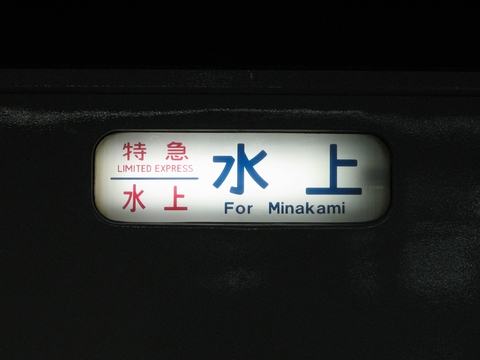 特急
LIMITED EXPRESS
水上
水上
For Minakami